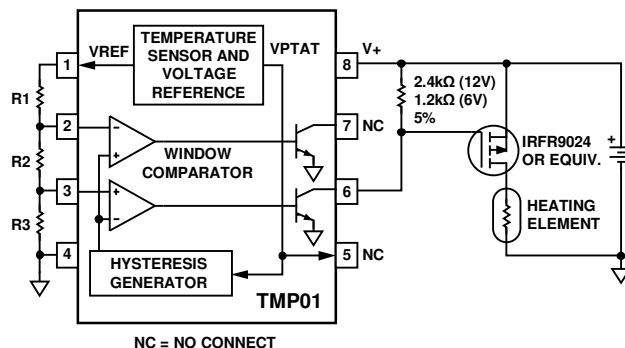 TEMPERATURE
SENSOR AND
VOLTAGE
REFERENCE
VREF
VPTAT
1
8
V+
R1
2.4kΩ (12V)
1.2kΩ (6V)
5%
2
7
NC
R2
WINDOW
COMPARATOR
IRFR9024
OR EQUIV.
3
6
R3
HEATING
ELEMENT
4
5
NC
HYSTERESIS
GENERATOR
TMP01
NC = NO CONNECT